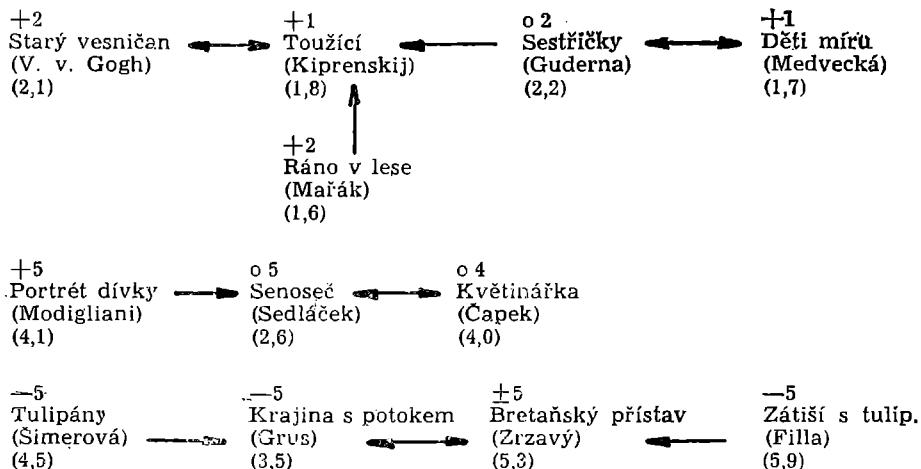 +2 +1 o 2 +1
Starý vesničan Toužící Sestřičky Děti míru
(V. v. Gogh) (Kiprenskij) (Guderna) (Medvecká)
(2,1) (1,8) (2,2) (1,7)
+2
Ráno v lese
(Mařák)
(1,6)
+5 o 5 o 4
Portrét dívky Senoseč Květinářka
(Modigliani) (Sedláček) (Čapek)
(4,1) (2,6) (4,0)
—5 —5 ±5 —5
Tulipány Krajina s potokem Bretaňský přístav Zátiší s tulip.
(Šimerová) (Grus) (Zrzavý) (Filla)
(4,5) (3,5) (5,3) (5,9)